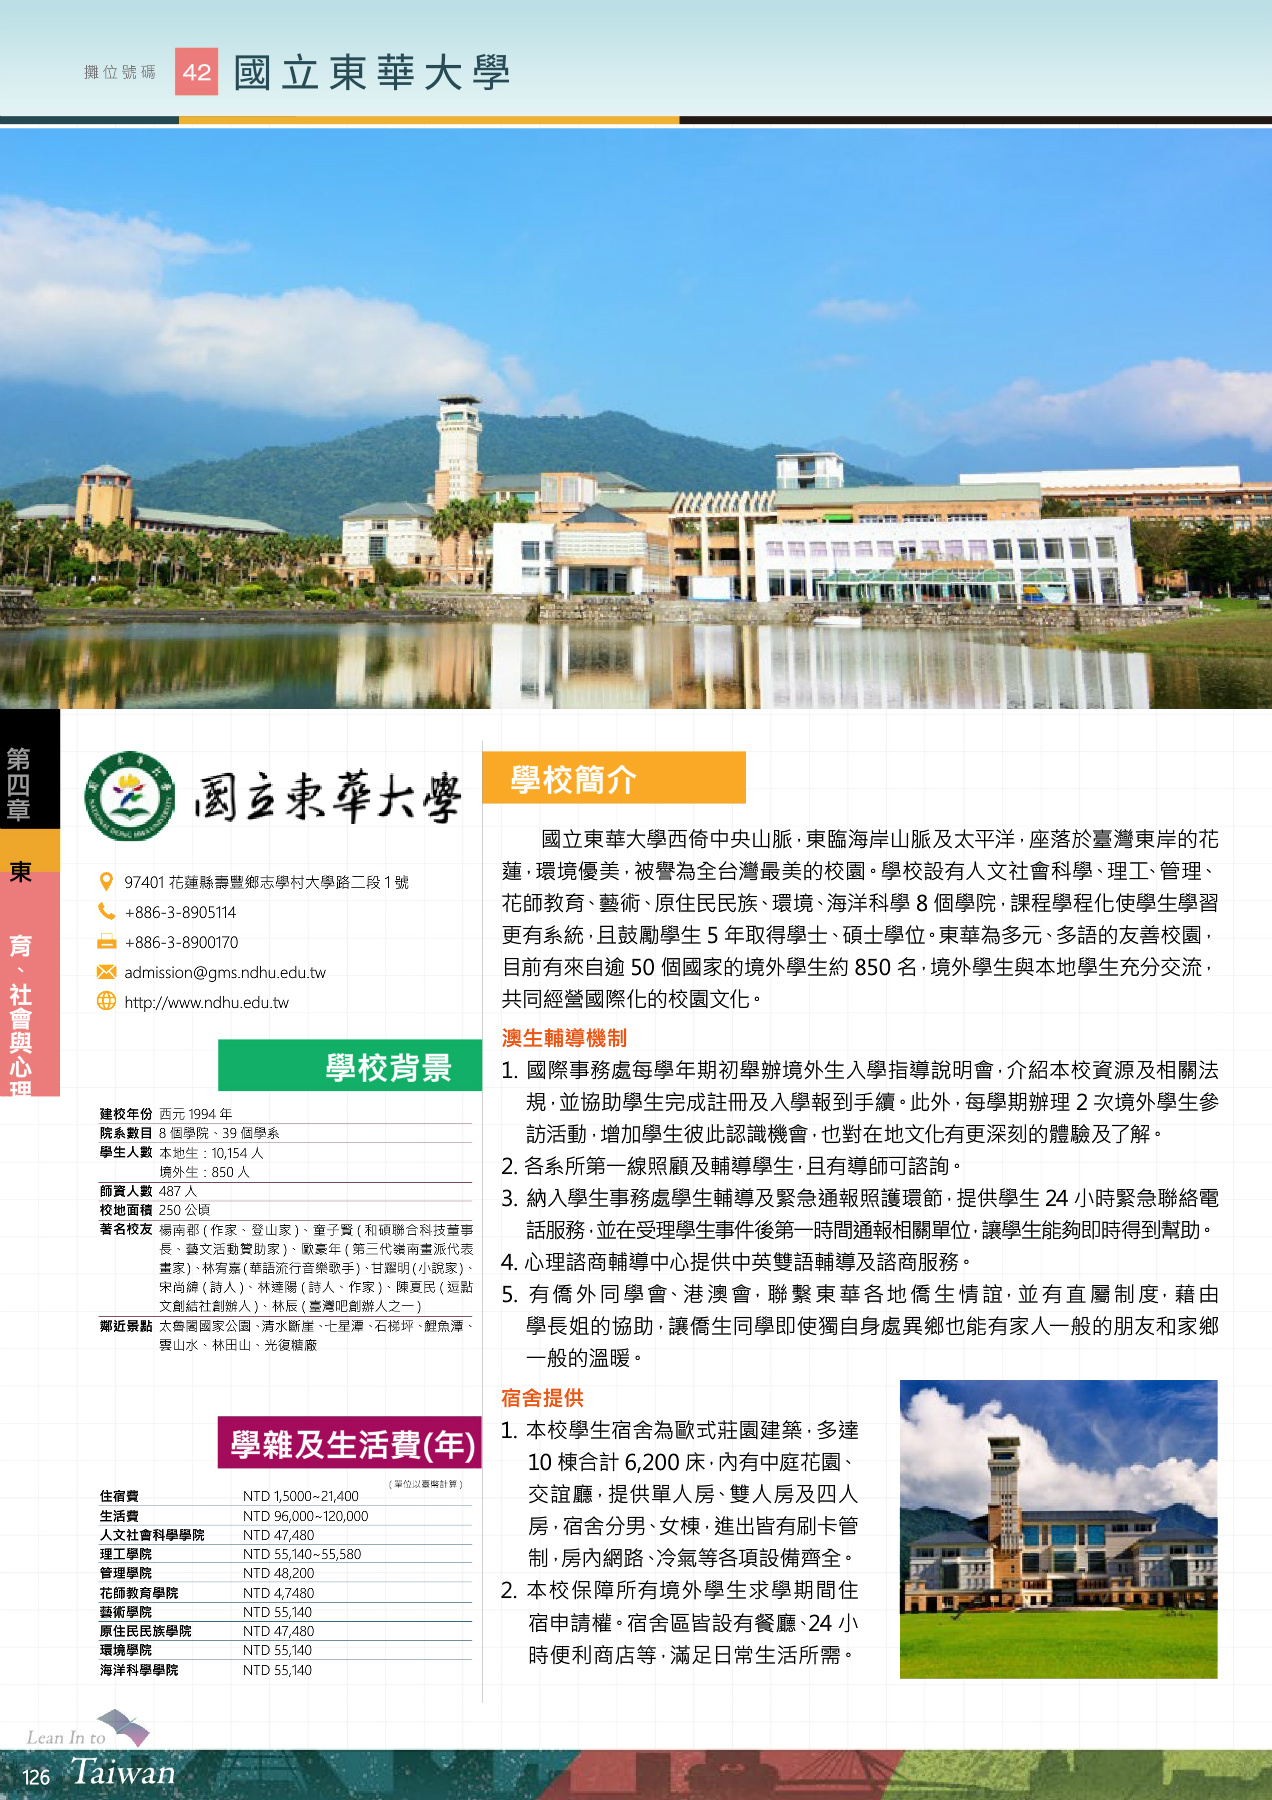 攤位號碼 42 國立東華大學
第四章
東
育、社會與心理
國立東華大學
NATIONAL DONG HWA UNIVERSITY
97401 花蓮縣壽豐鄉志學村大學路二段 1 號
+886-3-8905114
+886-3-8900170
admission@gms.ndhu.edu.tw
http://www.ndhu.edu.tw
學校背景
建校年份 西元 1994 年
院系數目 8 個學院、39 個學系
學生人數 本地生：10,154 人
境外生：850 人
師資人數 487 人
校地面積 250 公頃
著名校友 楊南郡 ( 作家、登山家 )、童子賢 ( 和碩聯合科技董事
長、藝文活動贊助家 )、歐豪年 ( 第三代嶺南畫派代表
畫家 )、林宥嘉 ( 華語流行音樂歌手 )、甘耀明 ( 小說家 )、
宋尚緯 ( 詩人 )、林達陽 ( 詩人、作家 )、陳夏民 ( 逗點
文創結社創辦人 )、林辰 ( 臺灣吧創辦人之一 )
鄰近景點 太魯閣國家公園、清水斷崖、七星潭、石梯坪、鯉魚潭、
雲山水、林田山、光復糖廠
學雜及生活費(年)
( 單位以臺幣計算 )
住宿費 NTD 1,5000~21,400
生活費 NTD 96,000~120,000
人文社會科學學院 NTD 47,480
理工學院 NTD 55,140~55,580
管理學院 NTD 48,200
花師教育學院 NTD 4,7480
藝術學院 NTD 55,140
原住民民族學院 NTD 47,480
環境學院 NTD 55,140
海洋科學學院 NTD 55,140
學校簡介
國立東華大學西倚中央山脈，東臨海岸山脈及太平洋，座落於臺灣東岸的花
蓮，環境優美，被譽為全台灣最美的校園。學校設有人文社會科學、理工、管理、
花師教育、藝術、原住民民族、環境、海洋科學 8 個學院，課程學程化使學生學習
更有系統，且鼓勵學生 5 年取得學士、碩士學位。東華為多元、多語的友善校園，
目前有來自逾 50 個國家的境外學生約 850 名，境外學生與本地學生充分交流，
共同經營國際化的校園文化。
澳生輔導機制
1. 國際事務處每學年期初舉辦境外生入學指導說明會，介紹本校資源及相關法
規，並協助學生完成註冊及入學報到手續。此外，每學期辦理 2 次境外學生參
訪活動，增加學生彼此認識機會，也對在地文化有更深刻的體驗及了解。
2. 各系所第一線照顧及輔導學生，且有導師可諮詢。
3. 納入學生事務處學生輔導及緊急通報照護環節，提供學生 24 小時緊急聯絡電
話服務，並在受理學生事件後第一時間通報相關單位，讓學生能夠即時得到幫助。
4. 心理諮商輔導中心提供中英雙語輔導及諮商服務。
5. 有僑外同學會、港澳會，聯繫東華各地僑生情誼，並有直屬制度，藉由
學長姐的協助，讓僑生同學即使獨自身處異鄉也能有家人一般的朋友和家鄉
一般的溫暖。
宿舍提供
1. 本校學生宿舍為歐式莊園建築，多達
10 棟合計 6,200 床，內有中庭花園、
交誼廳，提供單人房、雙人房及四人
房，宿舍分男、女棟，進出皆有刷卡管
制，房內網路、冷氣等各項設備齊全。
2. 本校保障所有境外學生求學期間住
宿申請權。宿舍區皆設有餐廳、24 小
時便利商店等，滿足日常生活所需。
Lean In to
126 Taiwan